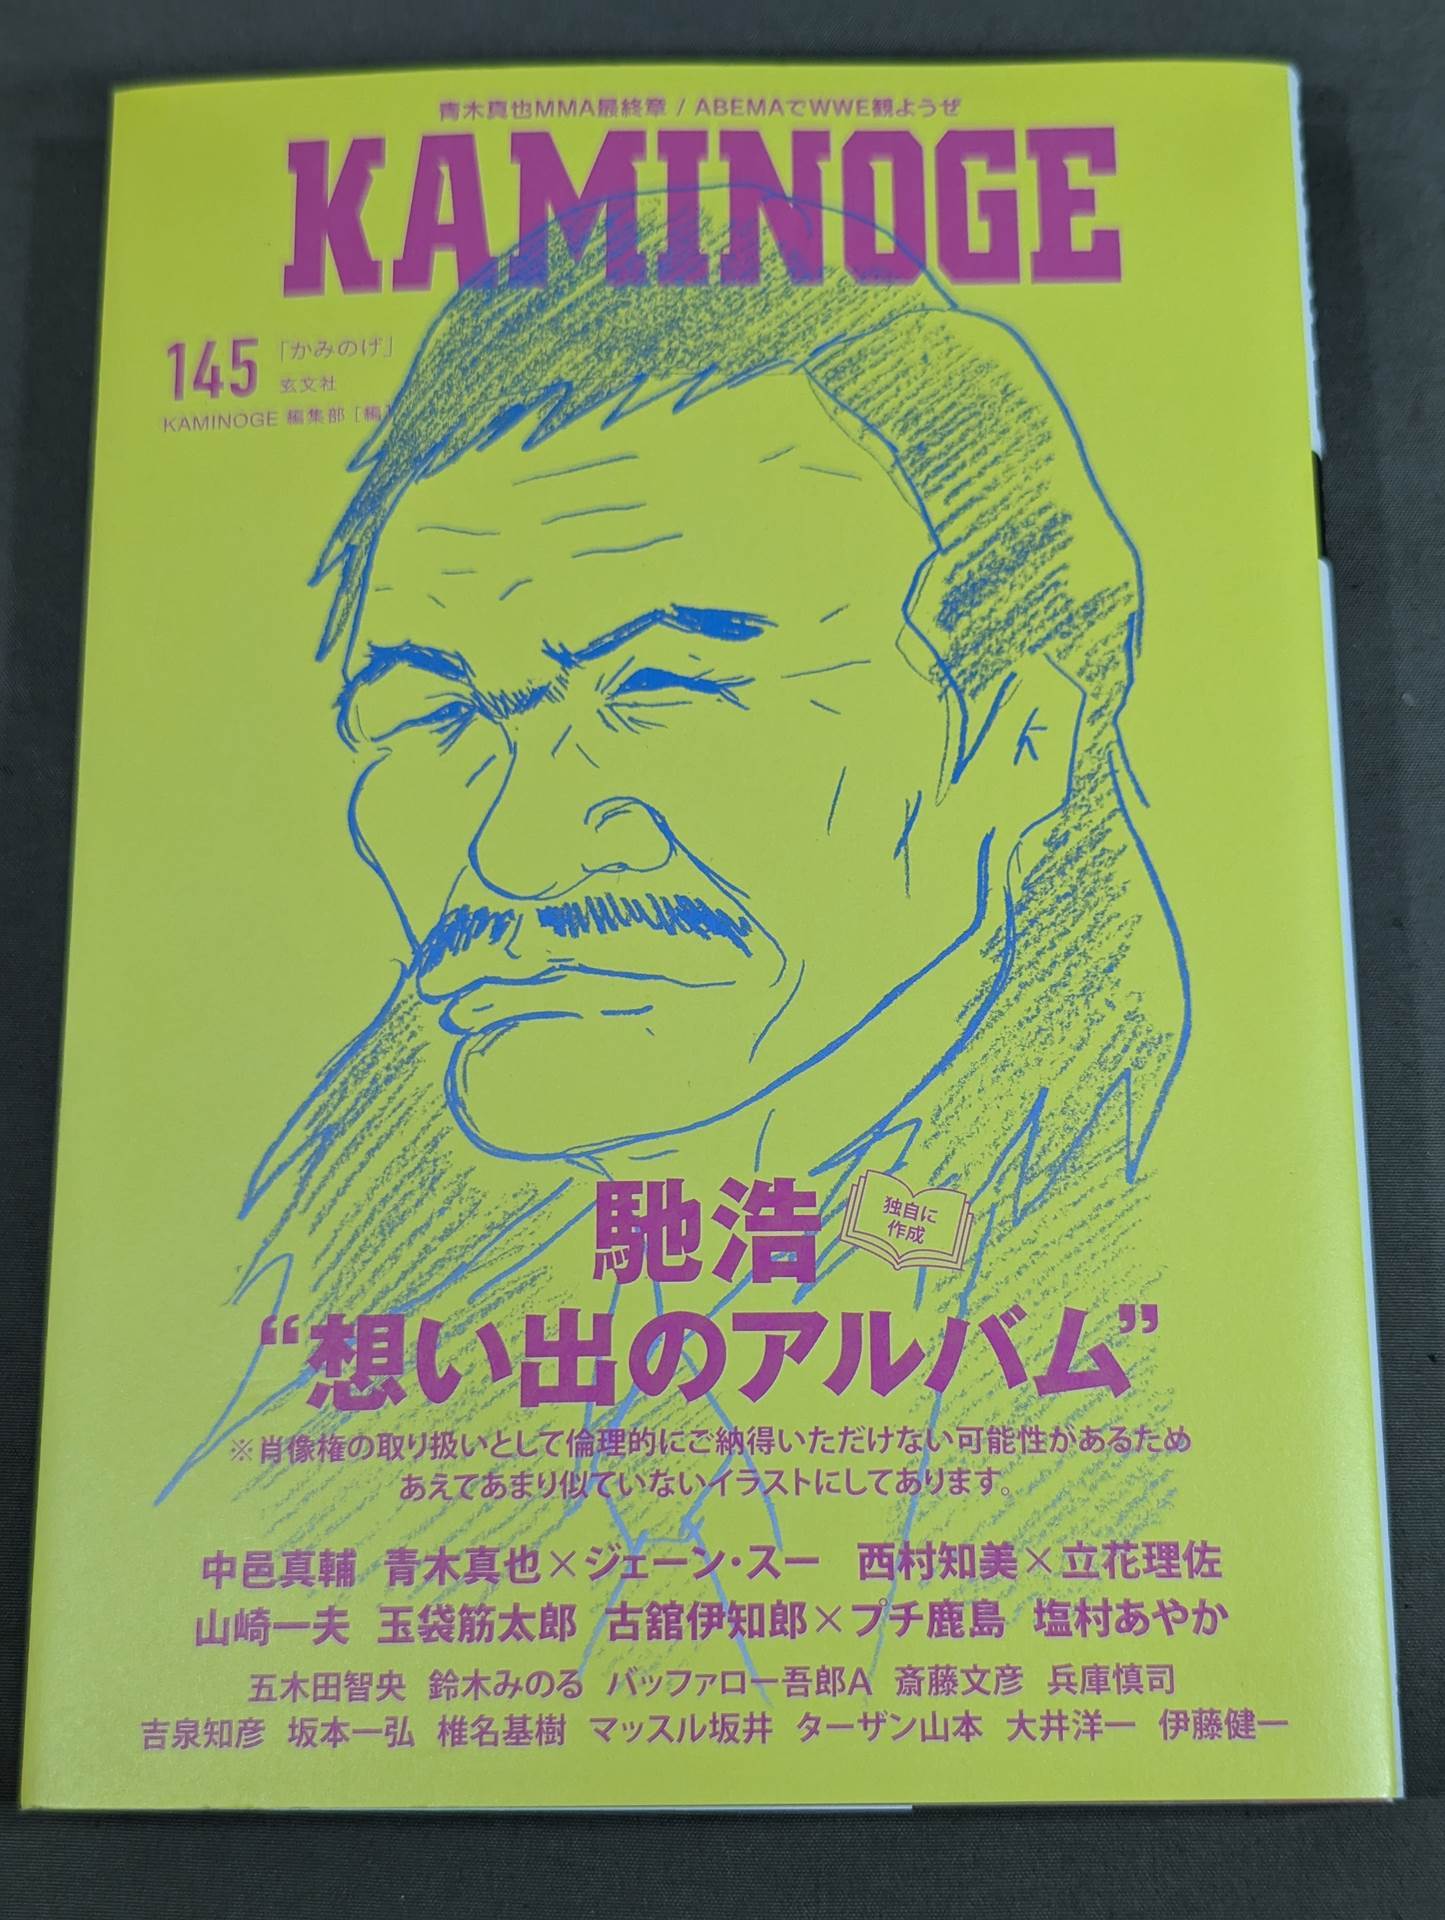 青木真也MMA最終章 / ABEMAでWWE観ようぜ
KAMINOGE
145 「かみのげ」
玄文社
KAMINOGE 編集部 [編]
馳浩
独自に
作成
“想い出のアルバム”
※肖像権の取り扱いとして倫理的にご納得いただけない可能性があるため
あえてあまり似ていないイラストにしてあります。
中邑真輔 青木真也×ジェーン・スー 西村知美×立花理佐
山崎一夫 玉袋筋太郎 古舘伊知郎×プチ鹿島 塩村あやか
五木田智央 鈴木みのる バッファロー吾郎A 斎藤文彦 兵庫慎司
吉泉知彦 坂本一弘 椎名基樹 マッスル坂井 ターザン山本 大井洋一 伊藤健一